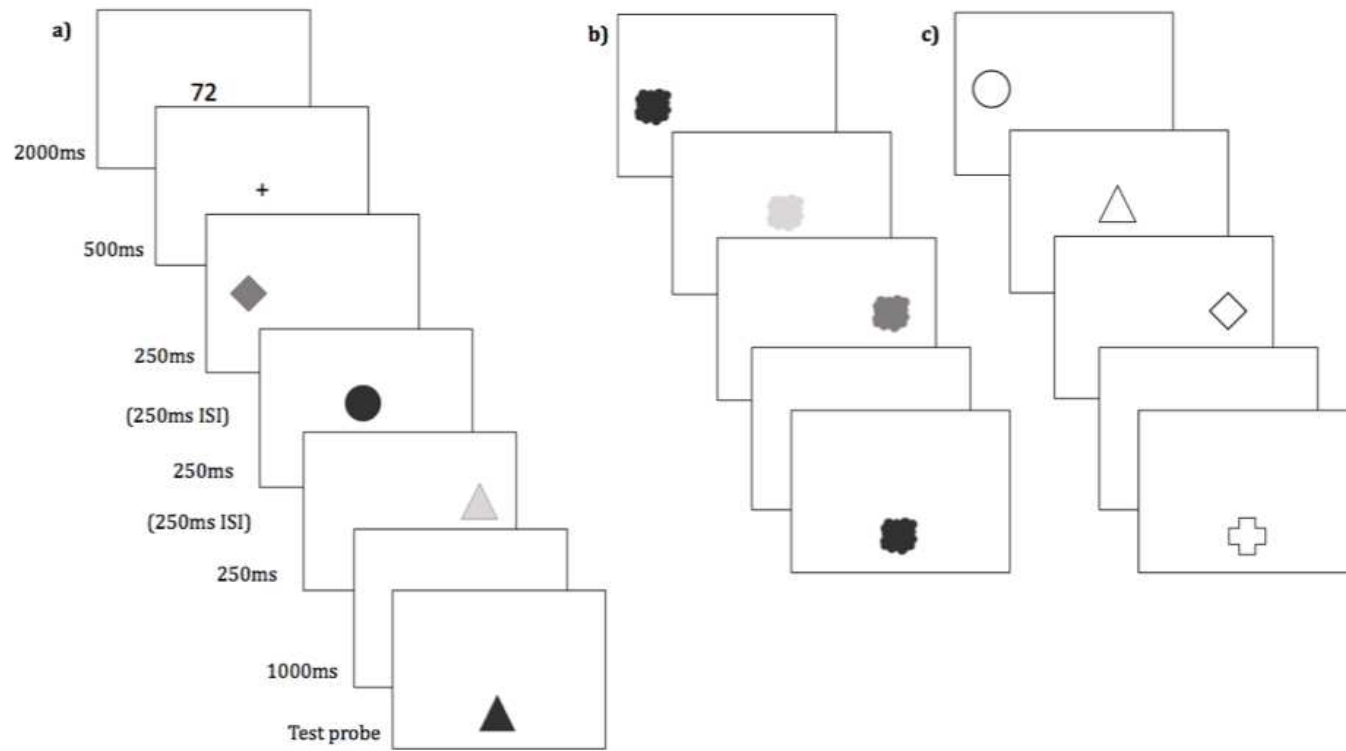 a)
72
2000ms
+
500ms
250ms
(250ms ISI)
250ms
(250ms ISI)
250ms
1000ms
Test probe
b)
c)